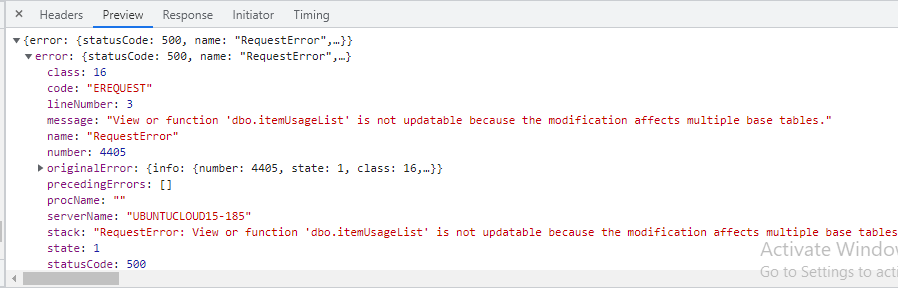 × Headers Preview Response Initiator Timing
▼{error: {statusCode: 500, name: "RequestError",…}}
▼error: {statusCode: 500, name: "RequestError",…}
class: 16
code: "EREQUEST"
lineNumber: 3
message: "View or function 'dbo.itemUsageList' is not updatable because the modification affects multiple base tables."
name: "RequestError"
number: 4405
▶originalError: {info: {number: 4405, state: 1, class: 16,…}}
precedingErrors: []
procName: ""
serverName: "UBUNTUCLOUD15-185"
stack: "RequestError: View or function 'dbo.itemUsageList' is not updatable because the modification affects multiple base tables
state: 1
Activate Window
statusCode: 500
Go to Settings to acti